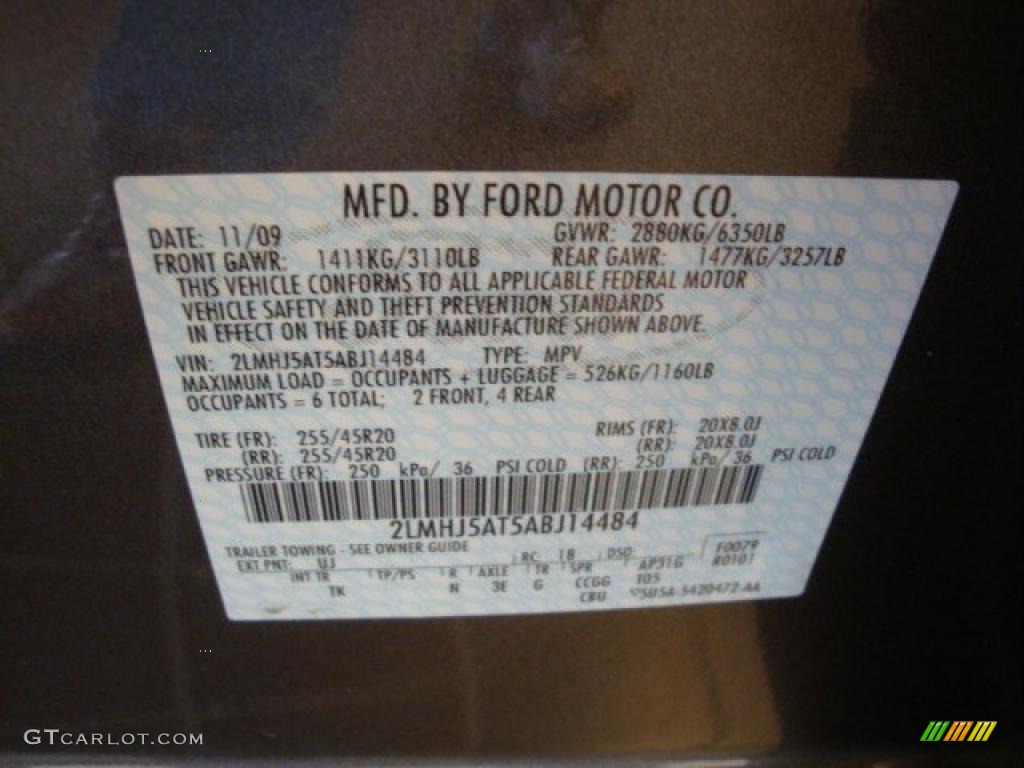 MFD. BY FORD MOTOR CO.
DATE: 11/09 GVWR: 2880KG/6350LB
FRONT GAWR: 1411KG/3110LB REAR GAWR: 1477KG/3257LB
THIS VEHICLE CONFORMS TO ALL APPLICABLE FEDERAL MOTOR
VEHICLE SAFETY AND THEFT PREVENTION STANDARDS
IN EFFECT ON THE DATE OF MANUFACTURE SHOWN ABOVE.
VIN: 2LMHJ5AT5ABJ14484 TYPE: MPV
MAXIMUM LOAD = OCCUPANTS + LUGGAGE = 526KG/1160LB
OCCUPANTS = 6 TOTAL; 2 FRONT, 4 REAR
TIRE (FR): 255/45R20 RIMS (FR): 20X8.0J
(RR): 255/45R20 (RR): 20X8.0J
PRESSURE (FR): 250 kPa/ 36 PSI COLD (RR): 250 kPa/ 36 PSI COLD
2LMHJ5AT5ABJ14484
TRAILER TOWING - SEE OWNER GUIDE
EXT PNT: UJ RC: 18 DSO: F0079
R0101
INT TR TP/PS R AXLE TR SPR AP31G
TK N 3E G CCGG T05
CBU 5420472-AA
GTCARLOT.COM